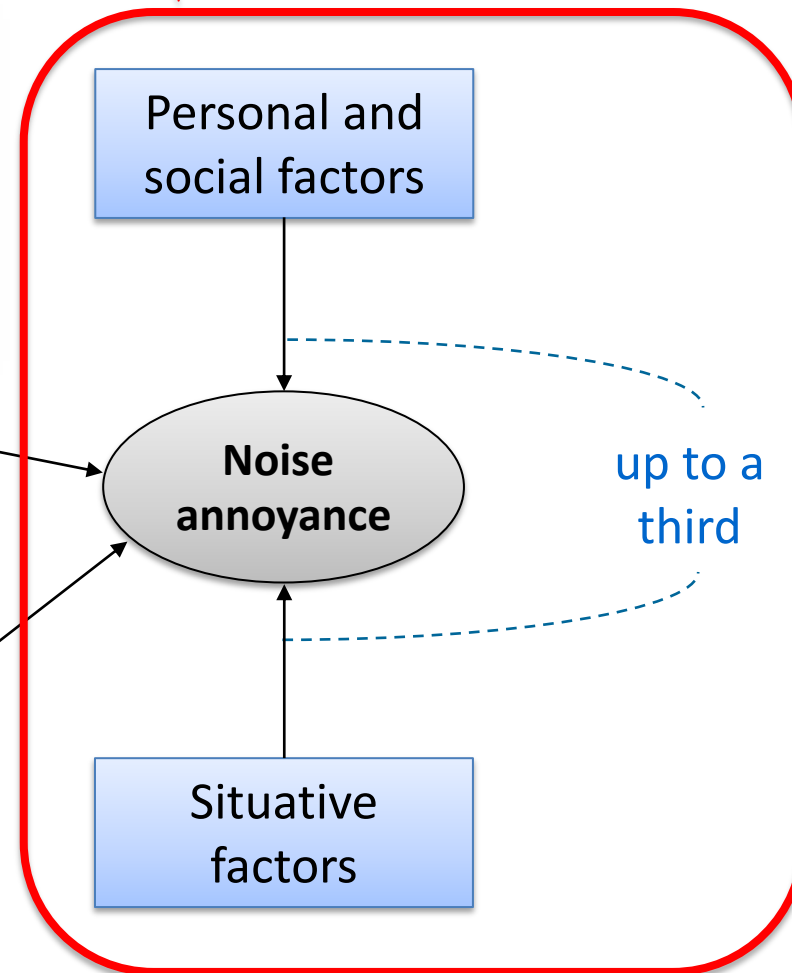 Personal and
social factors
Noise
annoyance
up to a
third
Situative
factors